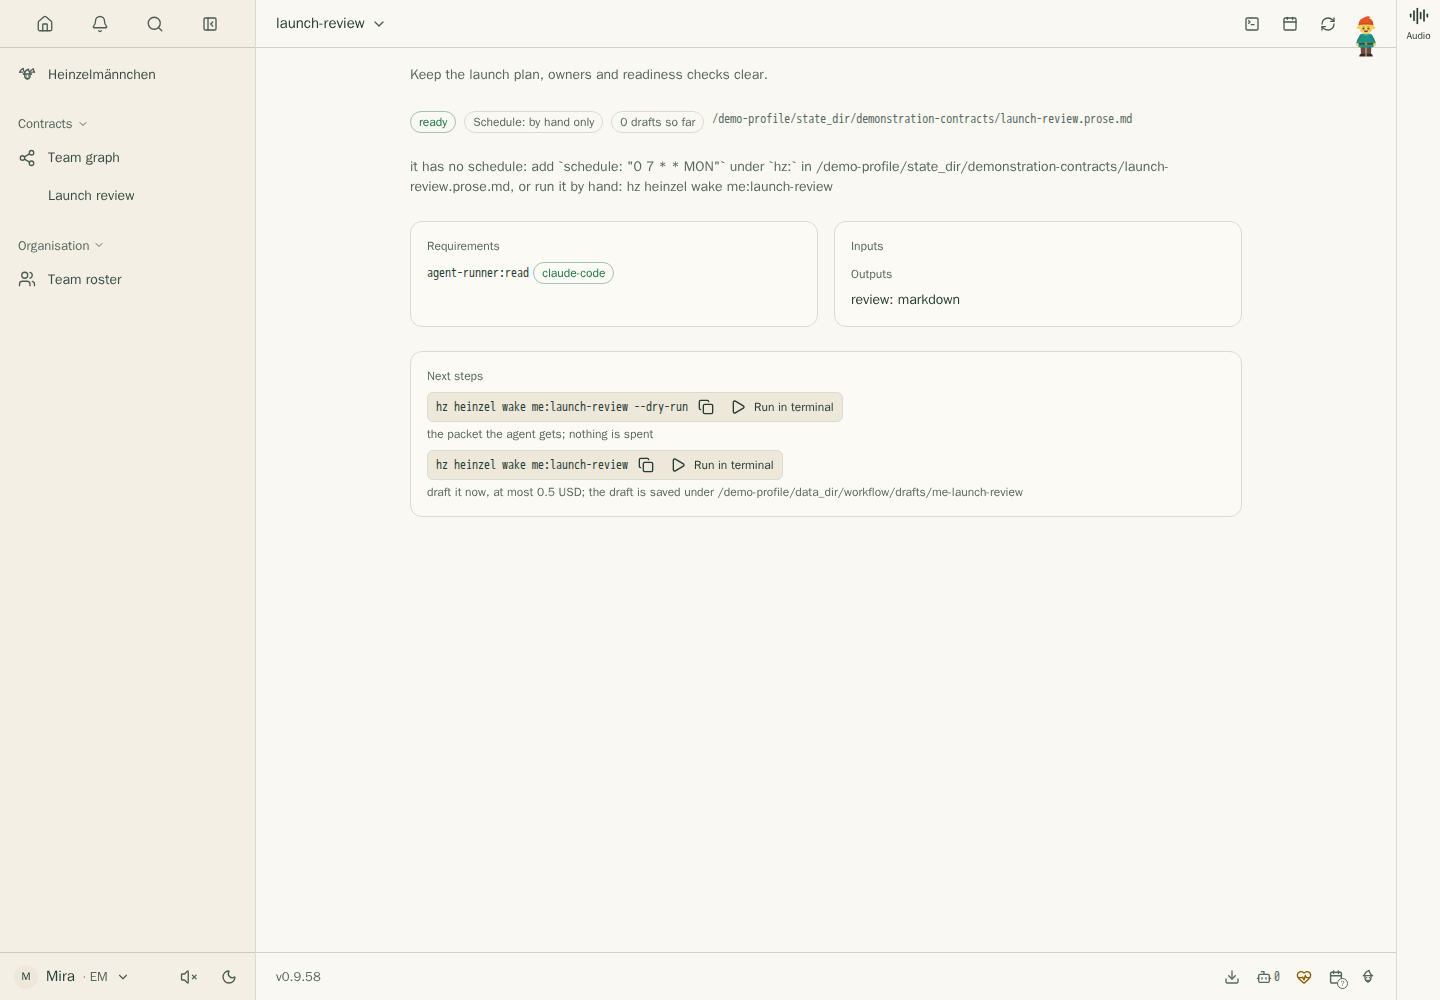 launch-review
Audio
Heinzelmännchen
Contracts
Team graph
Launch review
Organisation
Team roster
Keep the launch plan, owners and readiness checks clear.
ready
Schedule: by hand only
0 drafts so far
/demo-profile/state_dir/demonstration-contracts/launch-review.prose.md
it has no schedule: add `schedule: "0 7 * * MON"` under `hz:` in /demo-profile/state_dir/demonstration-contracts/launch-
review.prose.md, or run it by hand: hz heinzel wake me:launch-review
Requirements
agent-runner:read claude-code
Inputs
Outputs
review: markdown
Next steps
hz heinzel wake me:launch-review --dry-run Run in terminal
the packet the agent gets; nothing is spent
hz heinzel wake me:launch-review Run in terminal
draft it now, at most 0.5 USD; the draft is saved under /demo-profile/data_dir/workflow/drafts/me-launch-review
M Mira · EM
v0.9.58
0
?